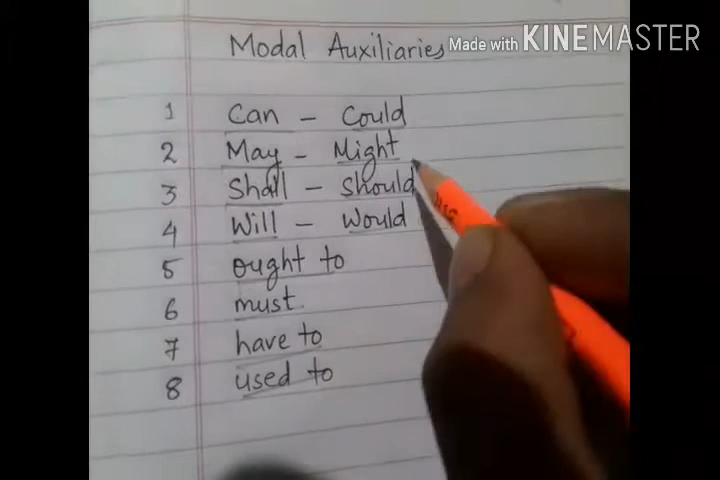 Modal Auxiliaries
Made with KINEMASTER
1 Can - Could
2 May - Might
3 Shall - Should
4 Will - Would
5 ought to
6 must
7 have to
8 used to